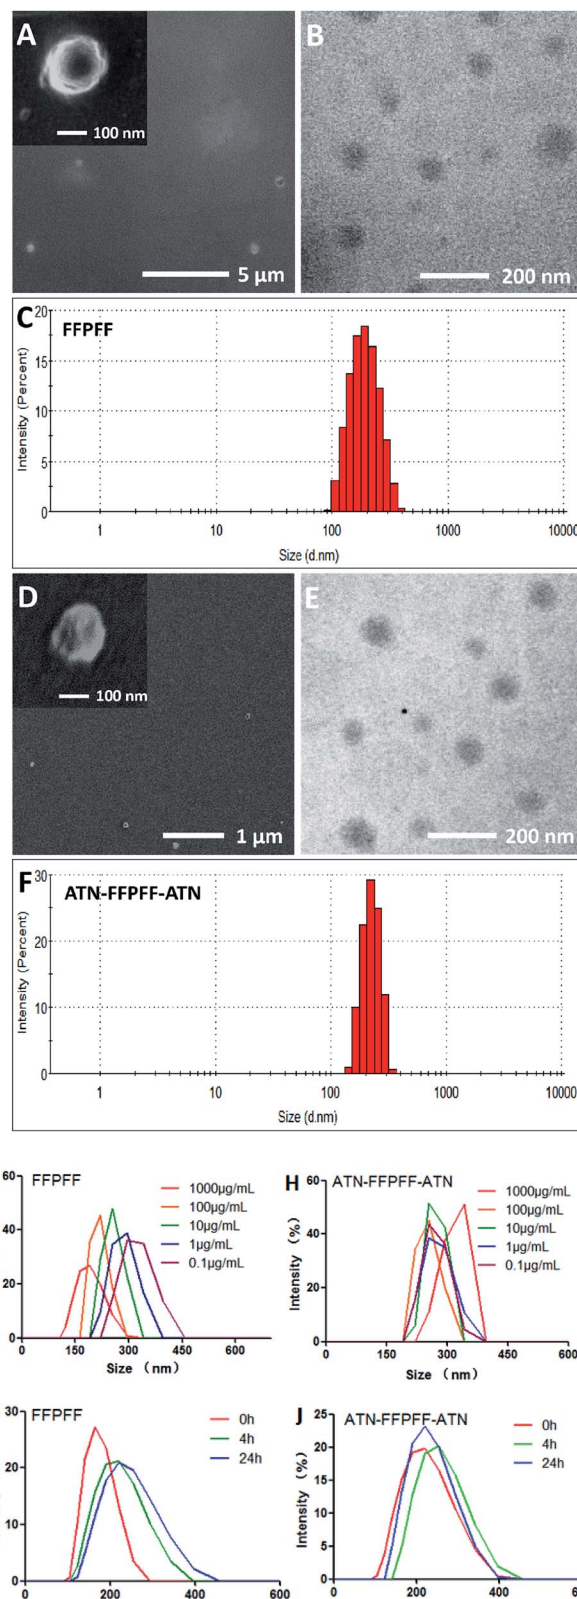 A
100 nm
5 µm
B
200 nm
C
FFPFF
Intensity (Percent)
20
15
10
5
0
1
10
100
1000
10000
Size (d.nm)
D
100 nm
1 µm
E
200 nm
F
ATN-FFPFF-ATN
Intensity (Percent)
30
20
10
0
1
10
100
1000
10000
Size (d.nm)
FFPFF
60
40
20
0
0
150
300
450
600
Size (nm)
1000µg/mL
100µg/mL
10µg/mL
1µg/mL
0.1µg/mL
H
ATN-FFPFF-ATN
Intensity (%)
60
40
20
0
0
150
300
450
600
Size (nm)
1000µg/mL
100µg/mL
10µg/mL
1µg/mL
0.1µg/mL
FFPFF
30
20
10
0
0
200
400
600
0h
4h
24h
J
ATN-FFPFF-ATN
Intensity (%)
25
20
15
10
5
0
0
200
400
600
0h
4h
24h